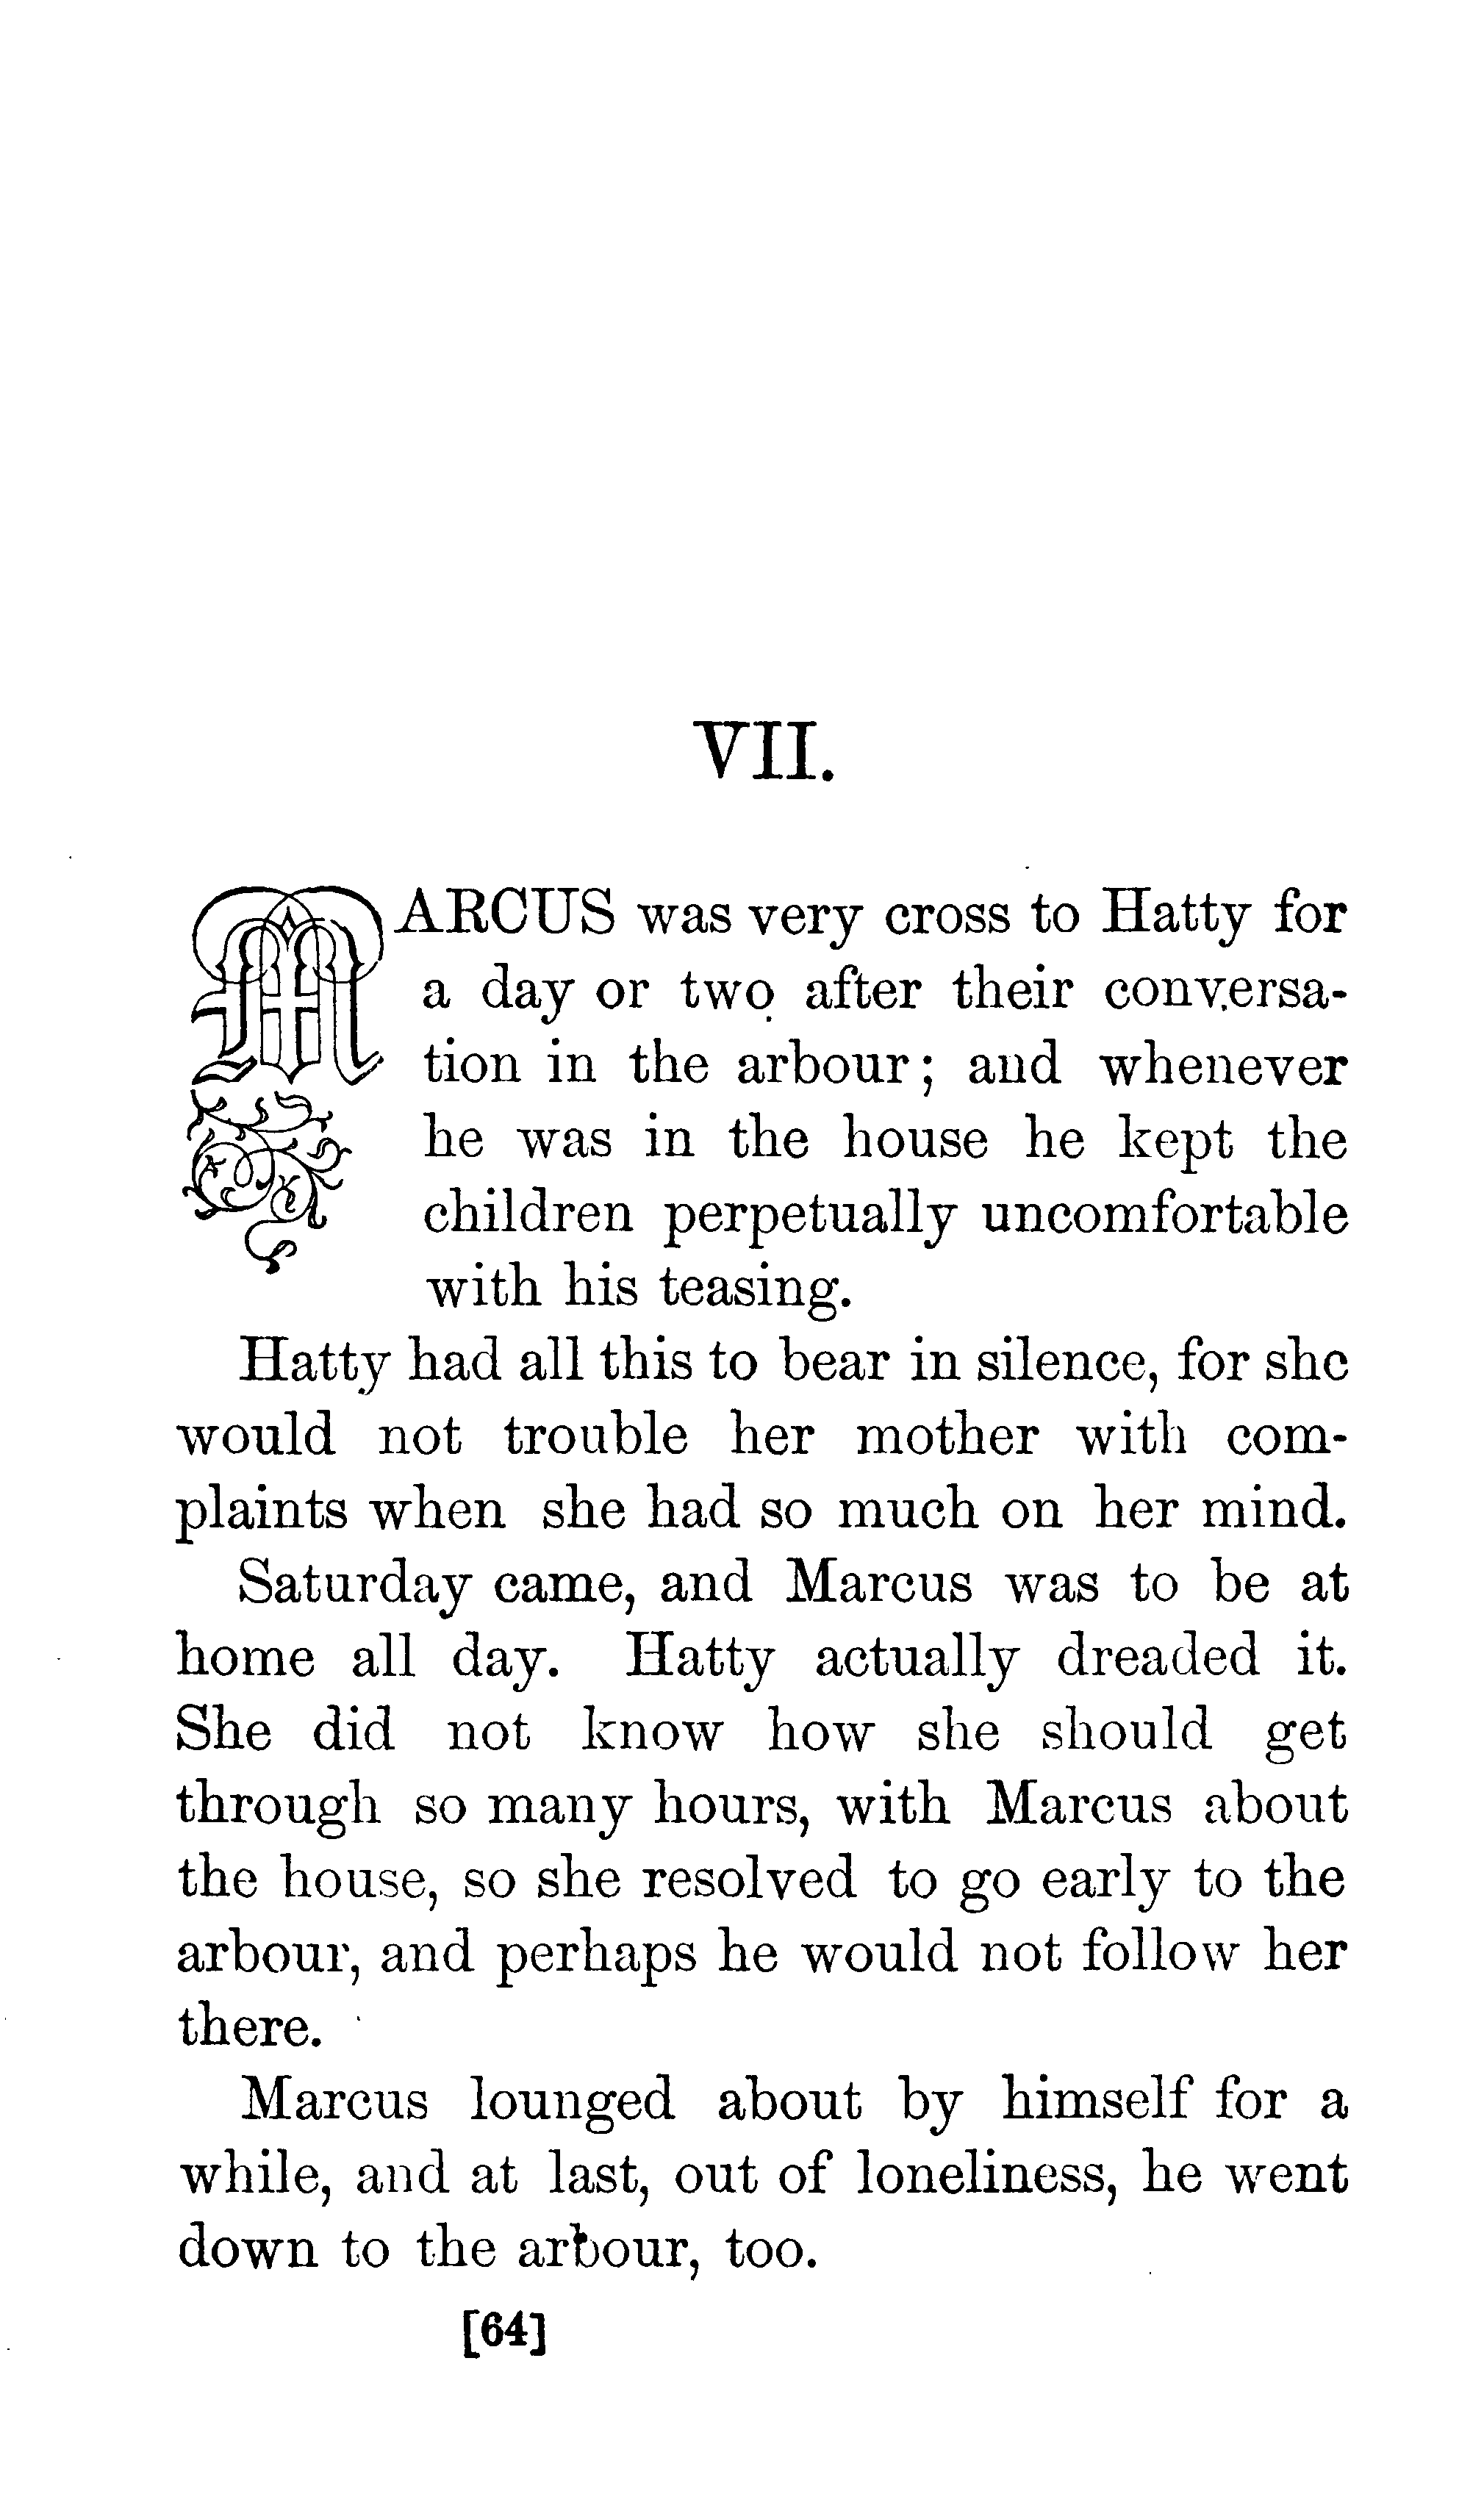 VII.
MARCUS was very cross to Hatty for
a day or two after their conversa-
tion in the arbour; and whenever
he was in the house he kept the
children perpetually uncomfortable
with his teasing.
Hatty had all this to bear in silence, for she
would not trouble her mother with com-
plaints when she had so much on her mind.
Saturday came, and Marcus was to be at
home all day. Hatty actually dreaded it.
She did not know how she should get
through so many hours, with Marcus about
the house, so she resolved to go early to the
arbour, and perhaps he would not follow her
there.
Marcus lounged about by himself for a
while, and at last, out of loneliness, he went
down to the arbour, too.
[64]